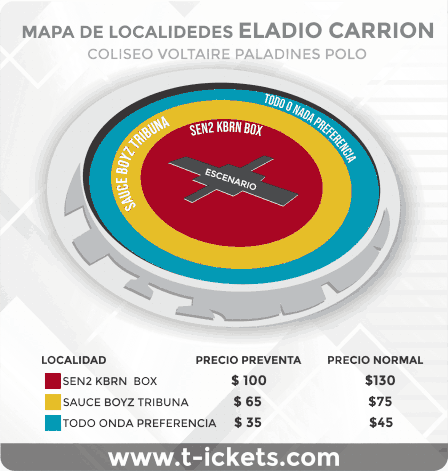 MAPA DE LOCALIDEDES ELADIO CARRION
COLISEO VOLTAIRE PALADINES POLO
TODO O NADA PREFERENCIA
SAUCE BOYZ TRIBUNA
SEN2 KBRN BOX
ESCENARIO
LOCALIDAD PRECIO PREVENTA PRECIO NORMAL
SEN2 KBRN BOX $ 100 $130
SAUCE BOYZ TRIBUNA $ 65 $75
TODO ONDA PREFERENCIA $ 35 $45
www.t-ickets.com